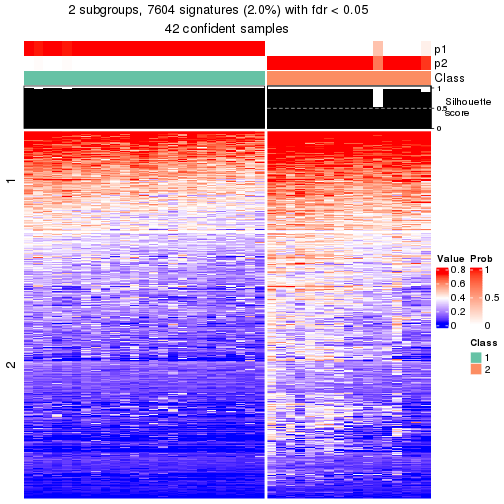 2 subgroups, 7604 signatures (2.0%) with fdr < 0.05
42 confident samples
p1
p2
Class
1
0.5
0
Silhouette
score
1
2
Value
0.8
0.6
0.4
0.2
0
Prob
1
0.5
0
Class
1
2